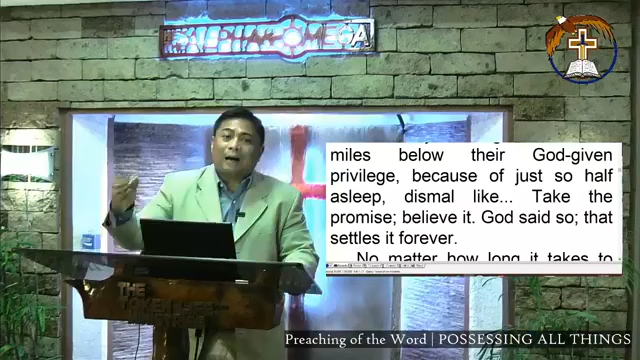 ALPHA OMEGA
miles below their God-given
privilege, because of just so half
asleep, dismal like... Take the
promise; believe it. God said so; that
settles it forever.
No matter how long it takes to
THE
Preaching of the Word | POSSESSING ALL THINGS